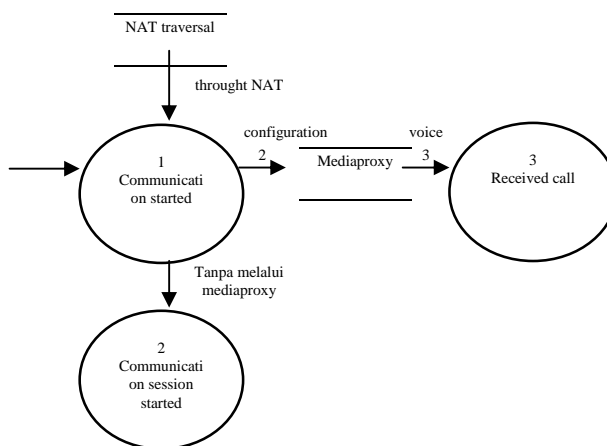 NAT traversal
throught NAT
configuration
voice
1
Communicati
on started
2
Mediaproxy
3
3
Received call
Tanpa melalui
mediaproxy
2
Communicati
on session
started